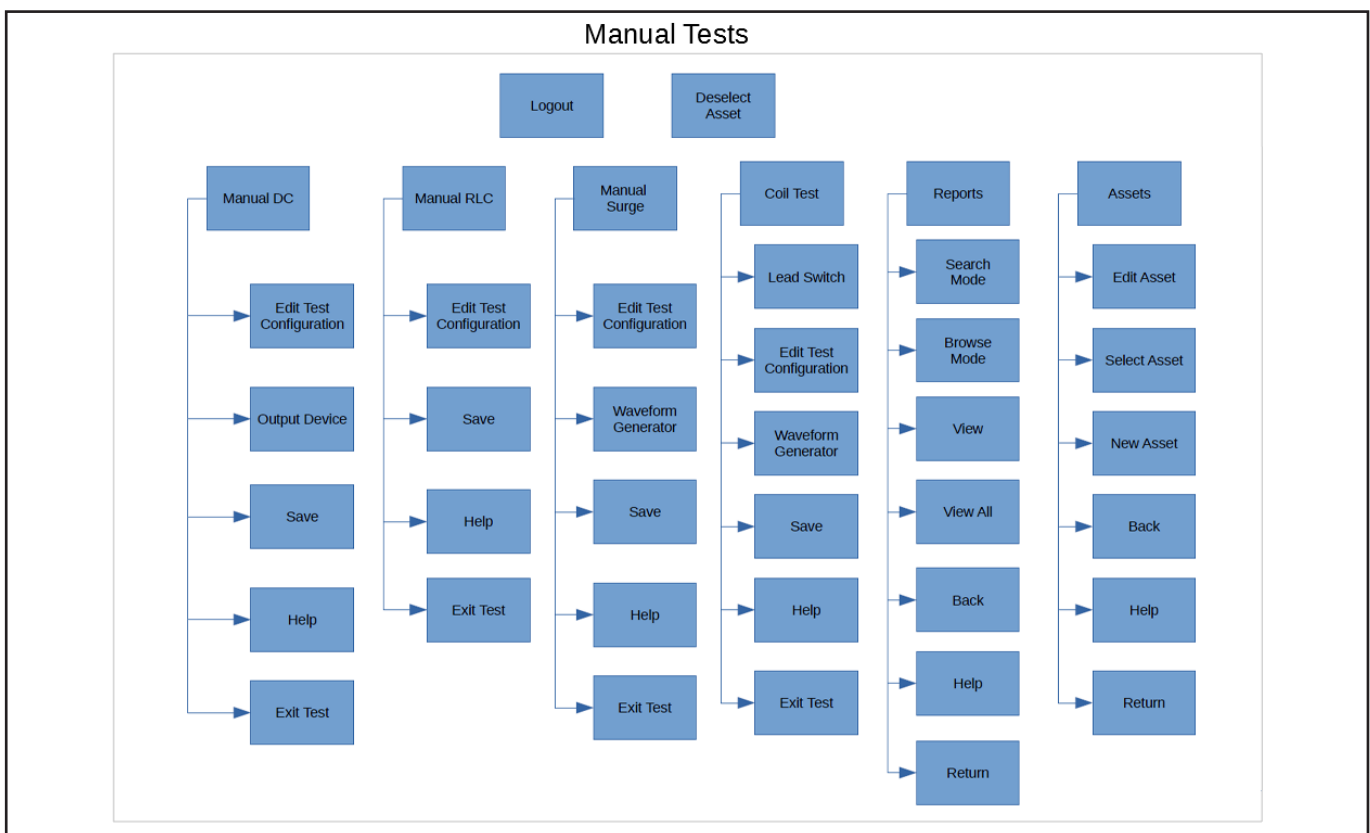 Manual Tests
Logout
Deselect
Asset
Manual DC
Edit Test
Configuration
Output Device
Save
Help
Exit Test
Manual RLC
Edit Test
Configuration
Save
Help
Exit Test
Manual
Surge
Edit Test
Configuration
Waveform
Generator
Save
Help
Exit Test
Coil Test
Lead Switch
Edit Test
Configuration
Waveform
Generator
Save
Help
Exit Test
Reports
Search
Mode
Browse
Mode
View
View All
Back
Help
Return
Assets
Edit Asset
Select Asset
New Asset
Back
Help
Return